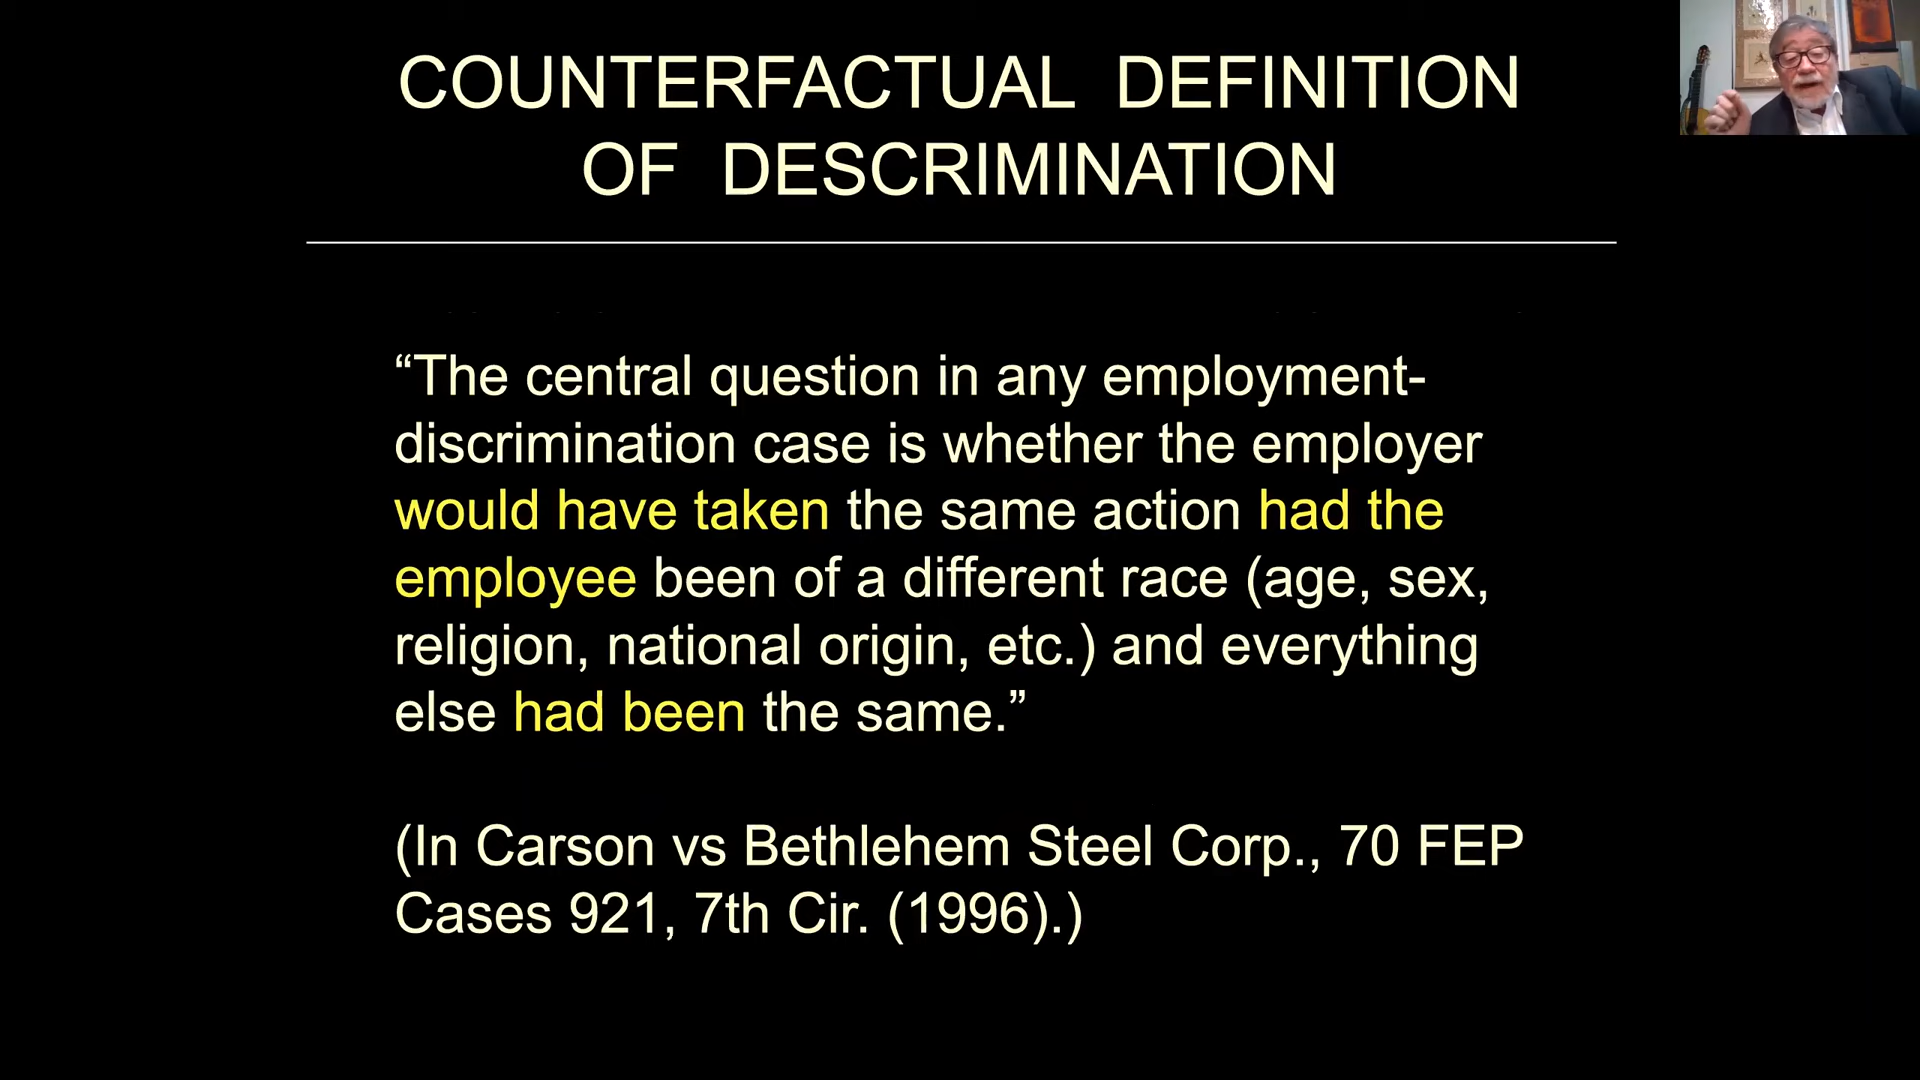 COUNTERFACTUAL DEFINITION
OF DESCRIMINATION
“The central question in any employment-
discrimination case is whether the employer
would have taken the same action had the
employee been of a different race (age, sex,
religion, national origin, etc.) and everything
else had been the same.”
(In Carson vs Bethlehem Steel Corp., 70 FEP
Cases 921, 7th Cir. (1996).)